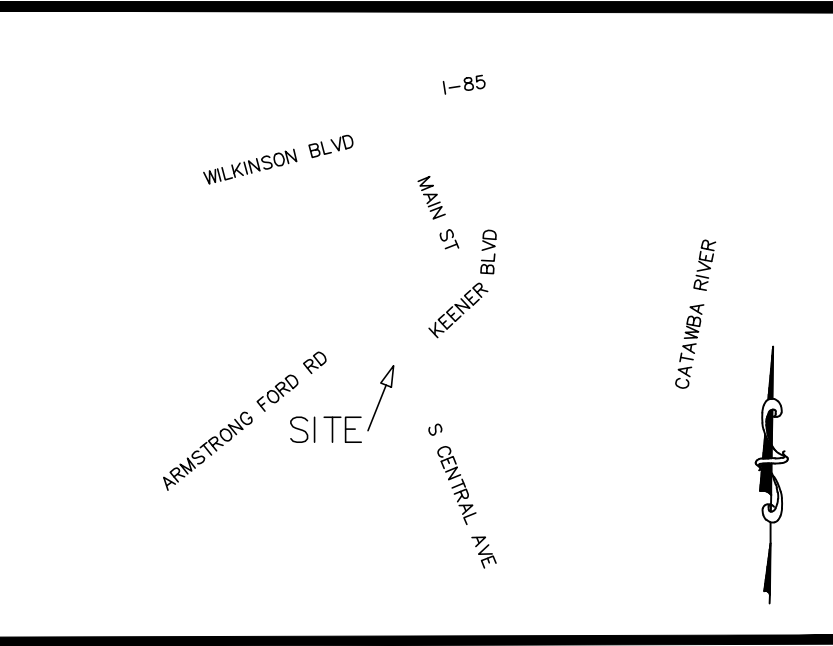 I-85
WILKINSON BLVD
MAIN ST
KEENER BLVD
CATAWBA RIVER
ARMSTRONG FORD RD
SITE
S CENTRAL AVE